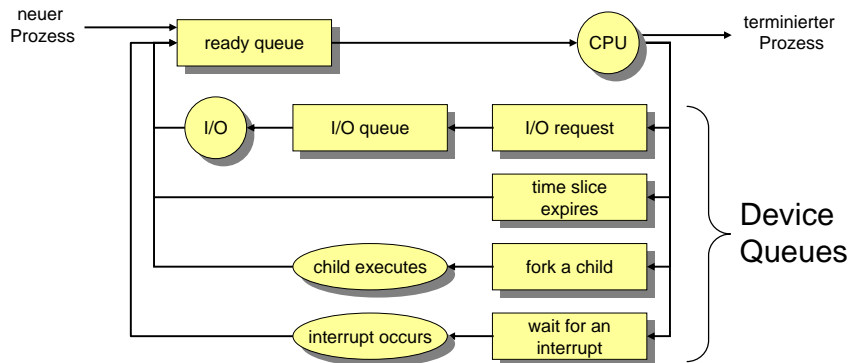 neuer
Prozess
ready queue
CPU
terminierter
Prozess
I/O
I/O queue
I/O request
time slice
expires
child executes
fork a child
interrupt occurs
wait for an
interrupt
Device
Queues